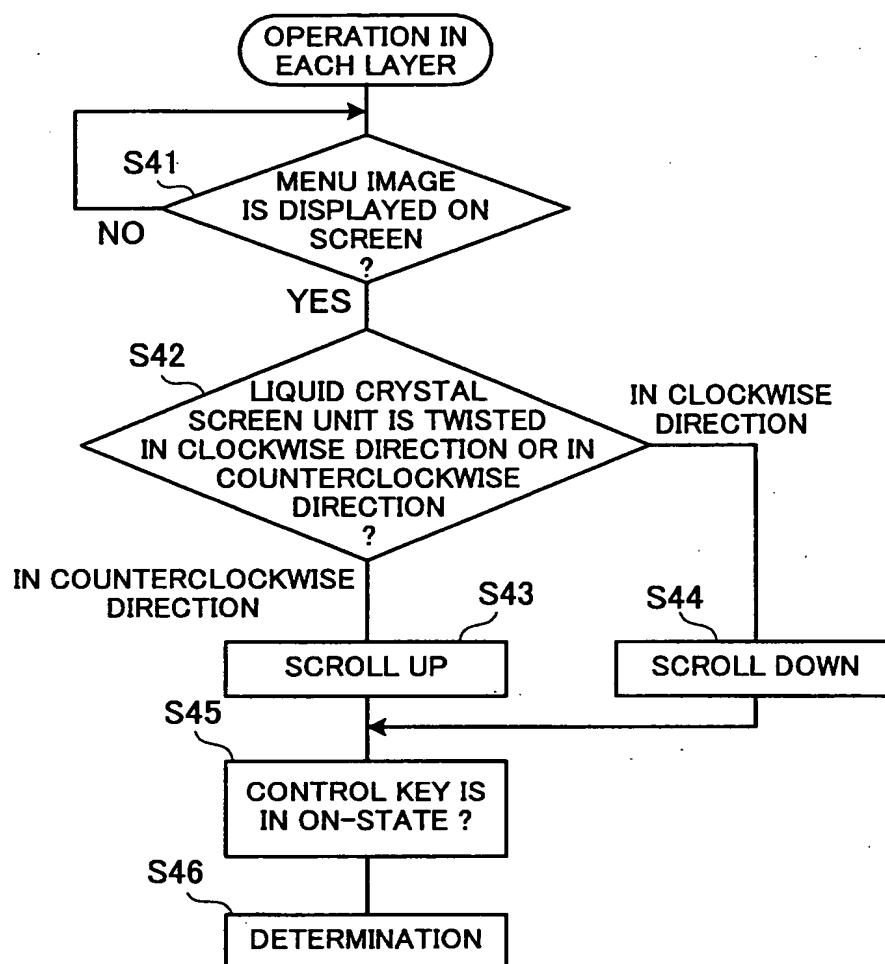 OPERATION IN
EACH LAYER
S41
MENU IMAGE
IS DISPLAYED ON
SCREEN
?
NO
YES
S42
LIQUID CRYSTAL
SCREEN UNIT IS TWISTED
IN CLOCKWISE DIRECTION OR IN
COUNTERCLOCKWISE
DIRECTION
?
IN CLOCKWISE
DIRECTION
IN COUNTERCLOCKWISE
DIRECTION
S43
SCROLL UP
S44
SCROLL DOWN
S45
CONTROL KEY IS
IN ON-STATE ?
S46
DETERMINATION